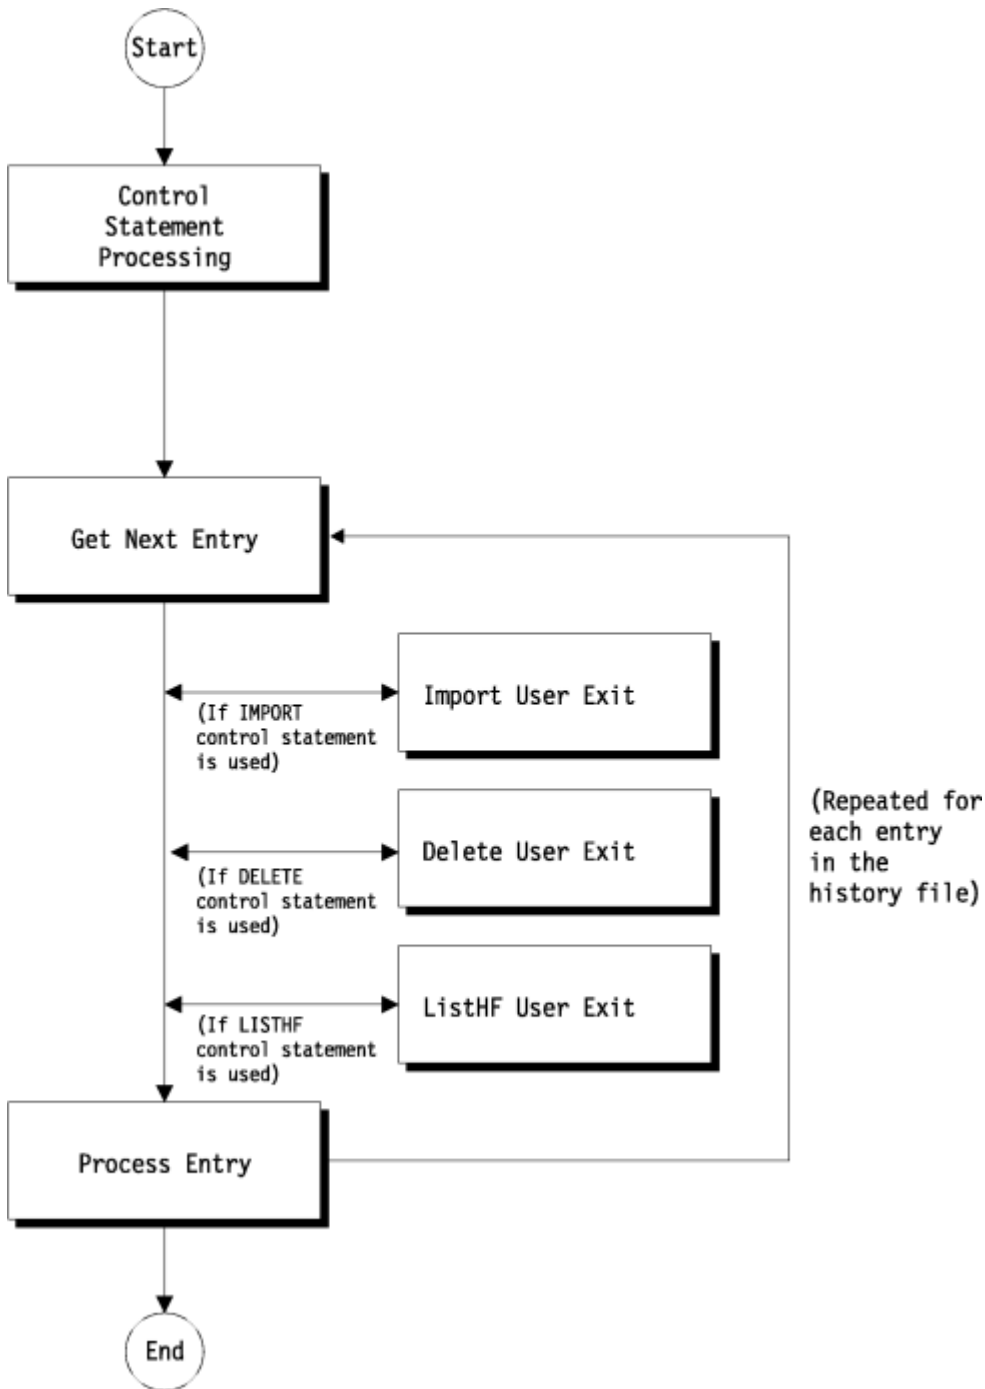 Start
Control
Statement
Processing
Get Next Entry
Import User Exit
(If IMPORT
control statement
is used)
Delete User Exit
(If DELETE
control statement
is used)
(Repeated for
each entry
in the
history file)
ListHF User Exit
(If LISTHF
control statement
is used)
Process Entry
End